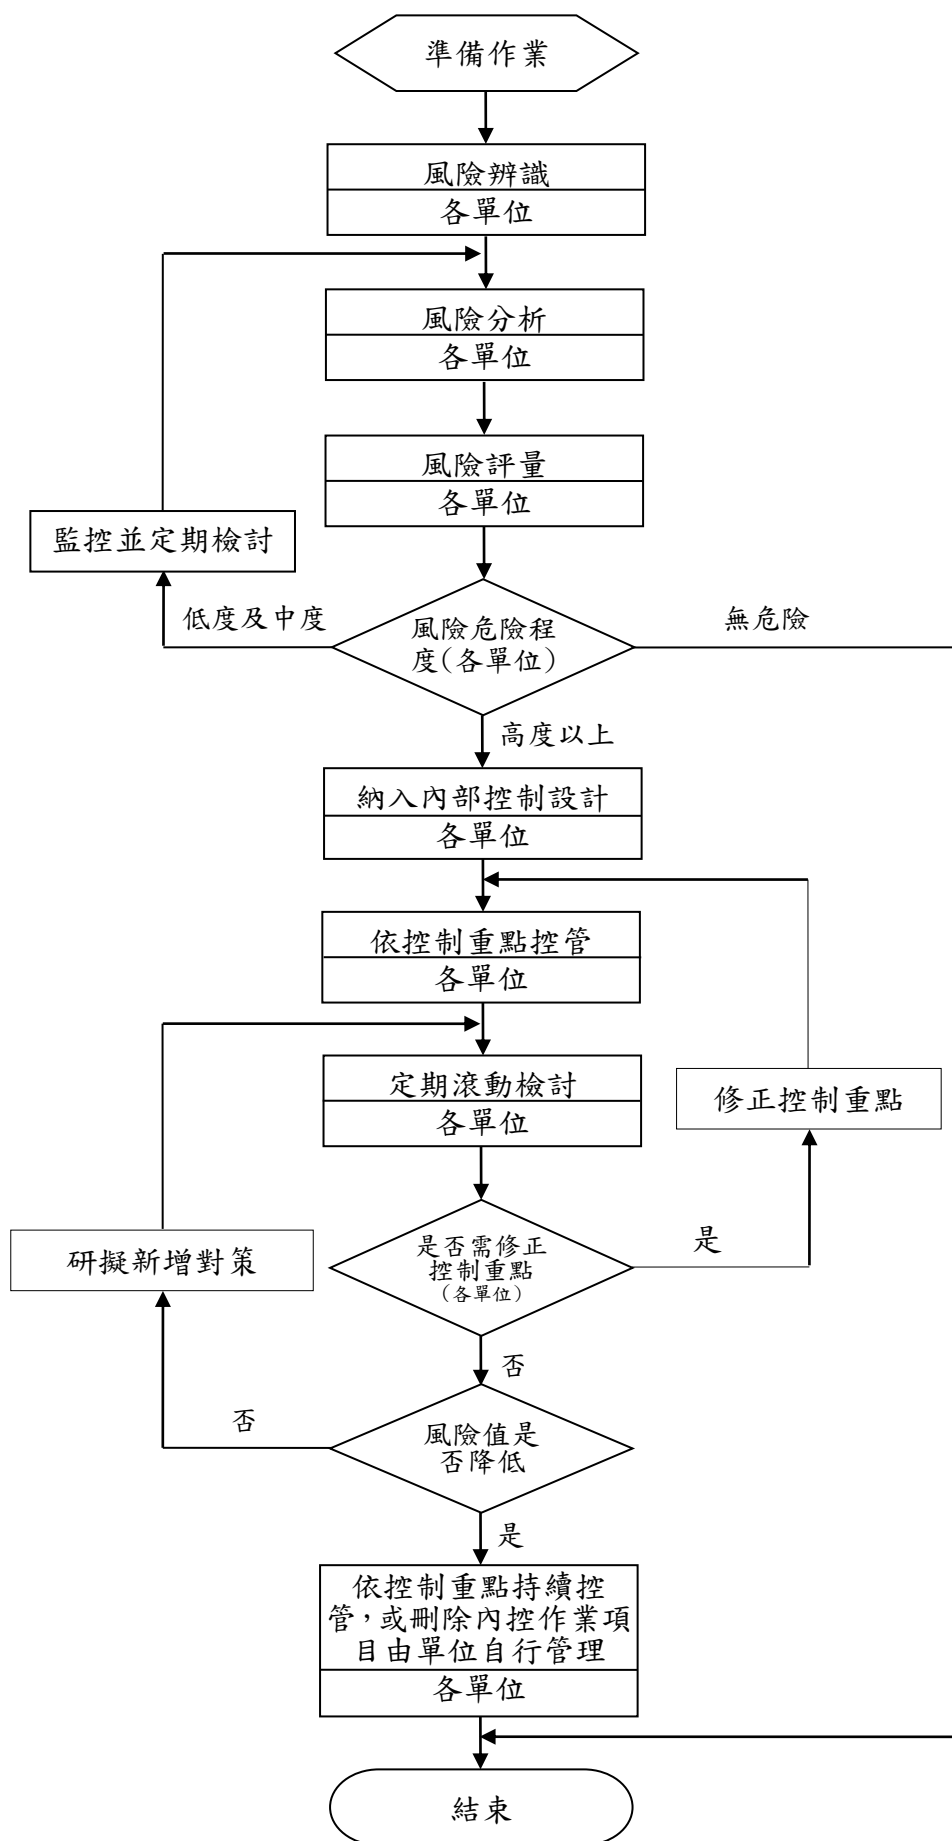 準備作業
風險辨識
各單位
風險分析
各單位
風險評量
各單位
監控並定期檢討
低度及中度
風險危險程
度(各單位)
無危險
高度以上
納入內部控制設計
各單位
依控制重點控管
各單位
定期滾動檢討
各單位
修正控制重點
是否需修正
控制重點
(各單位)
是
研擬新增對策
否
否
風險值是
否降低
是
依控制重點持續控
管,或刪除內控作業項
目由單位自行管理
各單位
結束